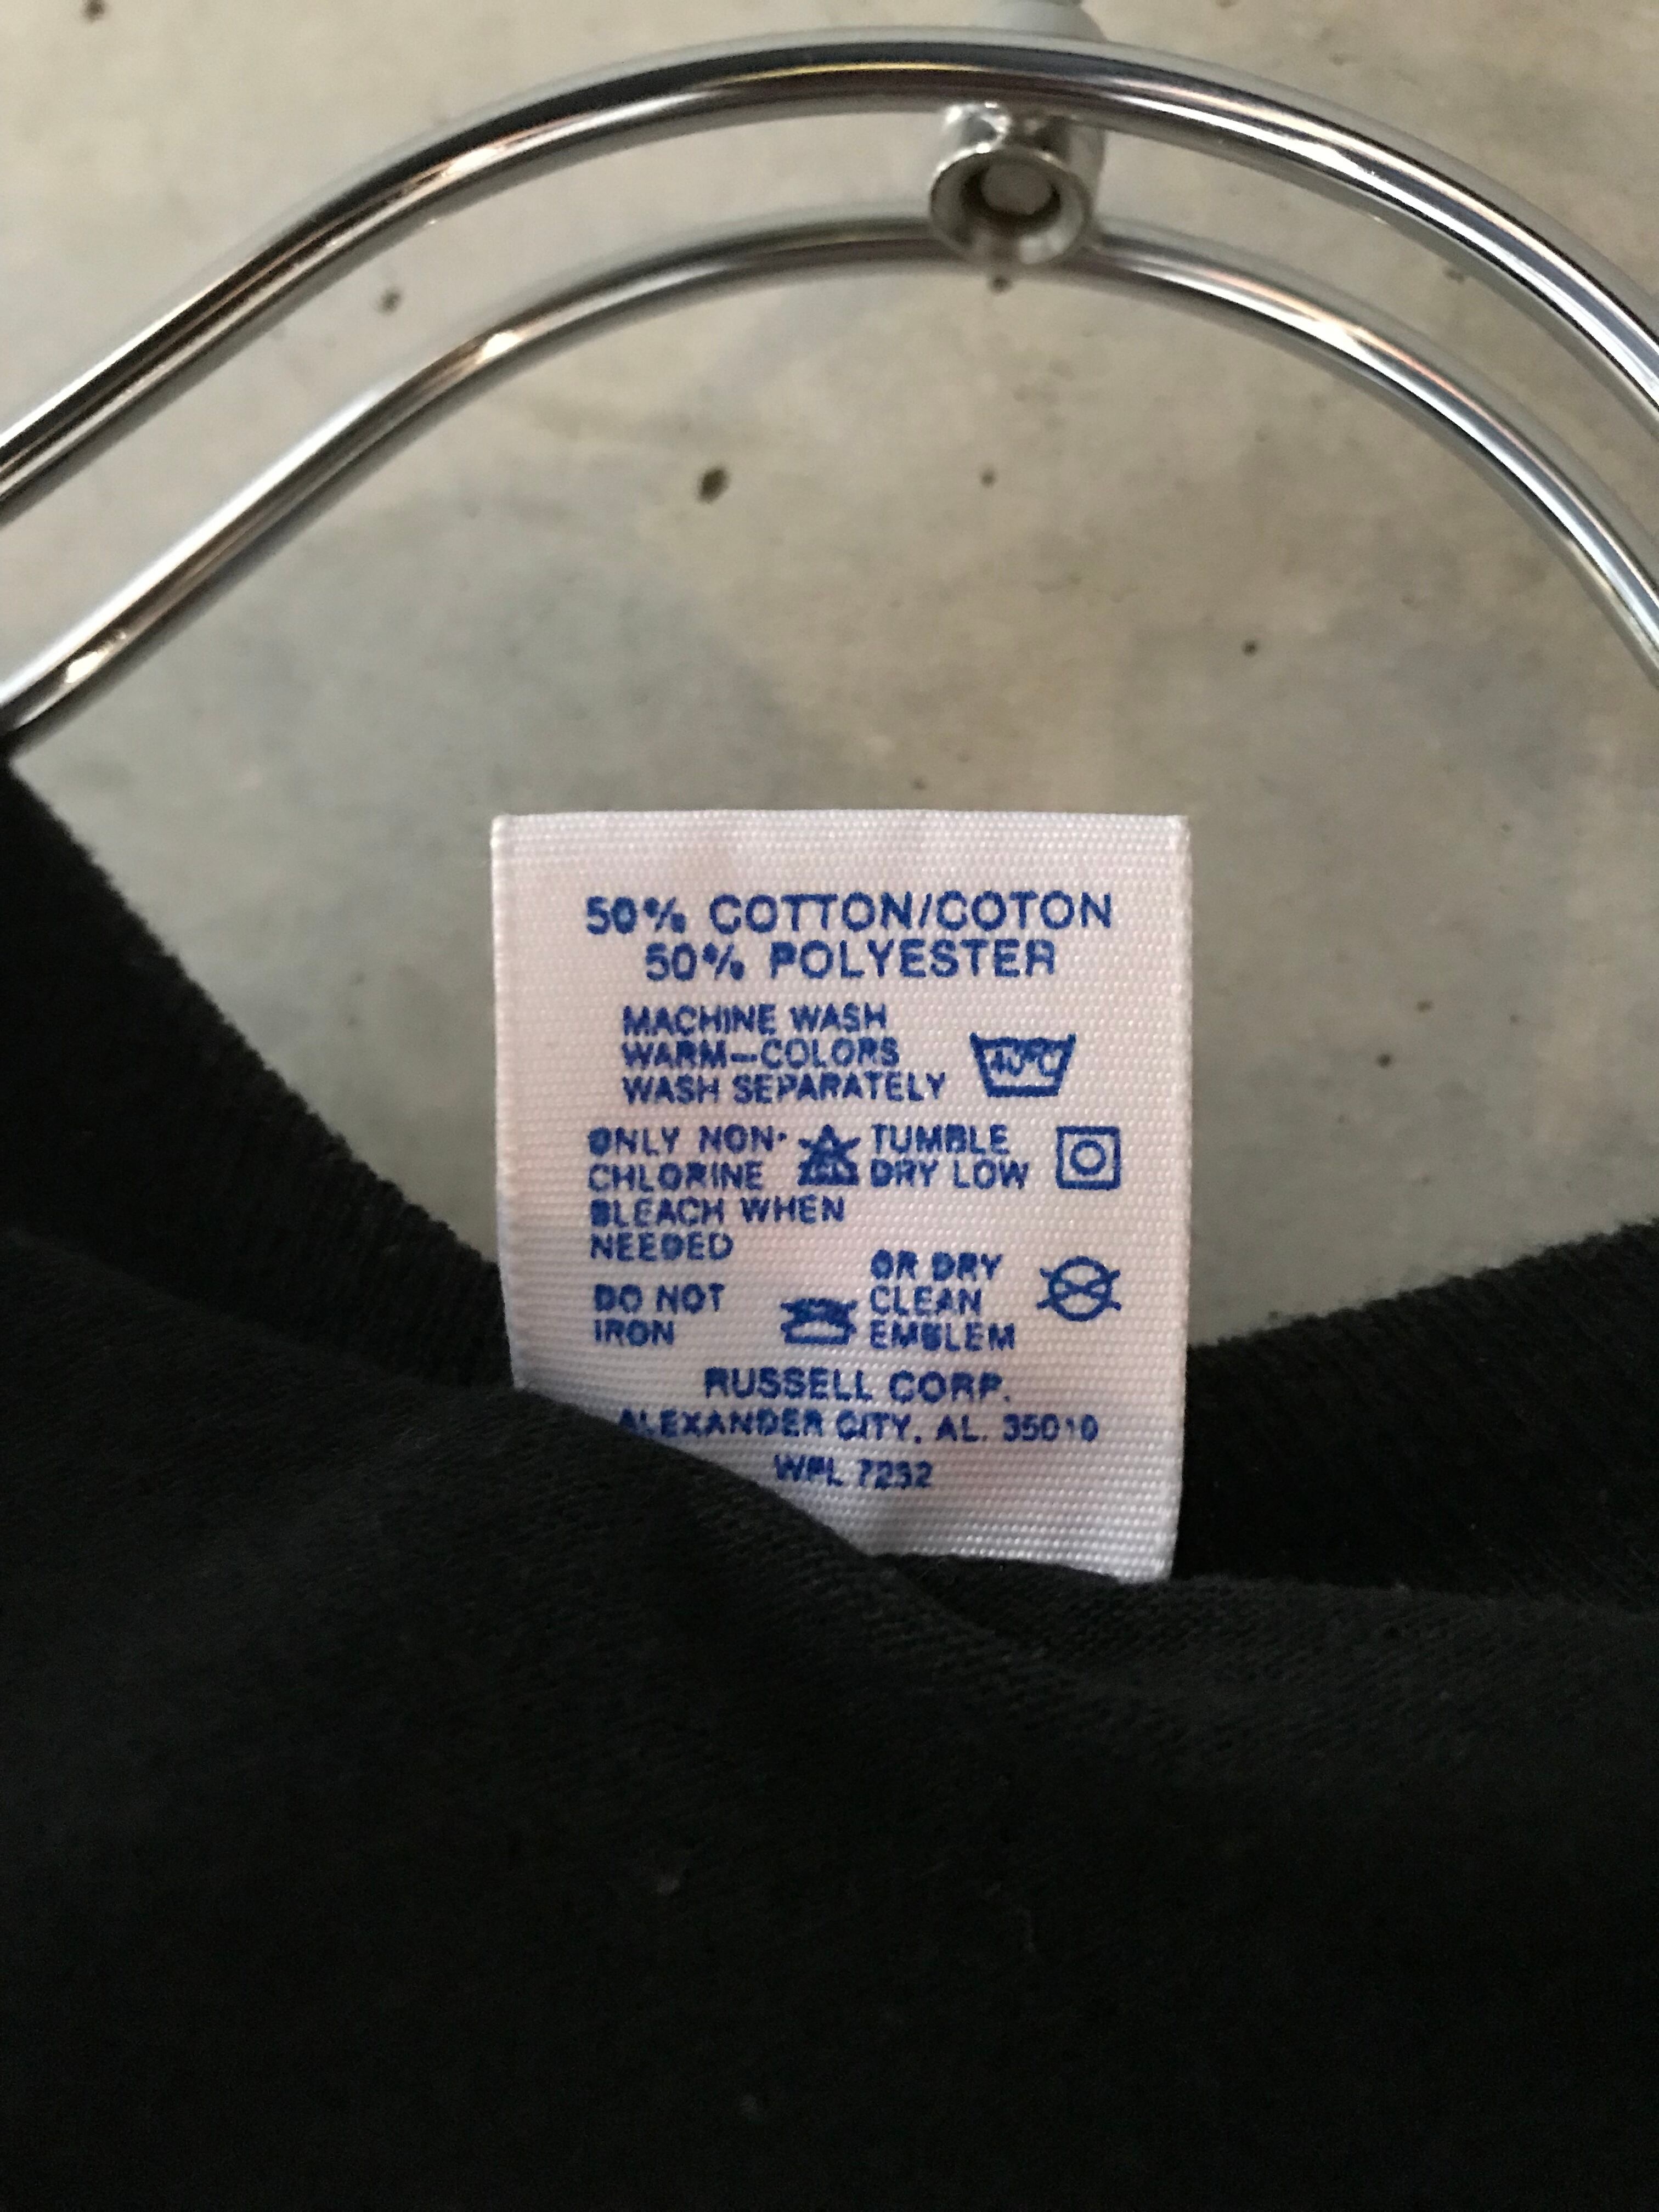 50% COTTON/COTON
50% POLYESTER
MACHINE WASH
WARM—COLORS
WASH SEPARATELY
40°C
ONLY NON-
CHLORINE
BLEACH WHEN
NEEDED
TUMBLE
DRY LOW
DO NOT
IRON
OR DRY
CLEAN
EMBLEM
RUSSELL CORP.
ALEXANDER CITY, AL. 35010
WPL 7232